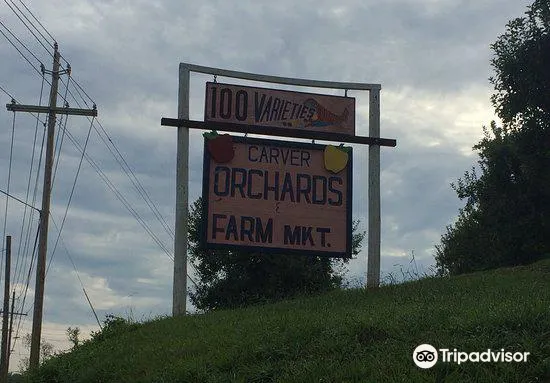 100 VARIETIES
CARVER
ORCHARDS
&
FARM MKT.
Tripadvisor